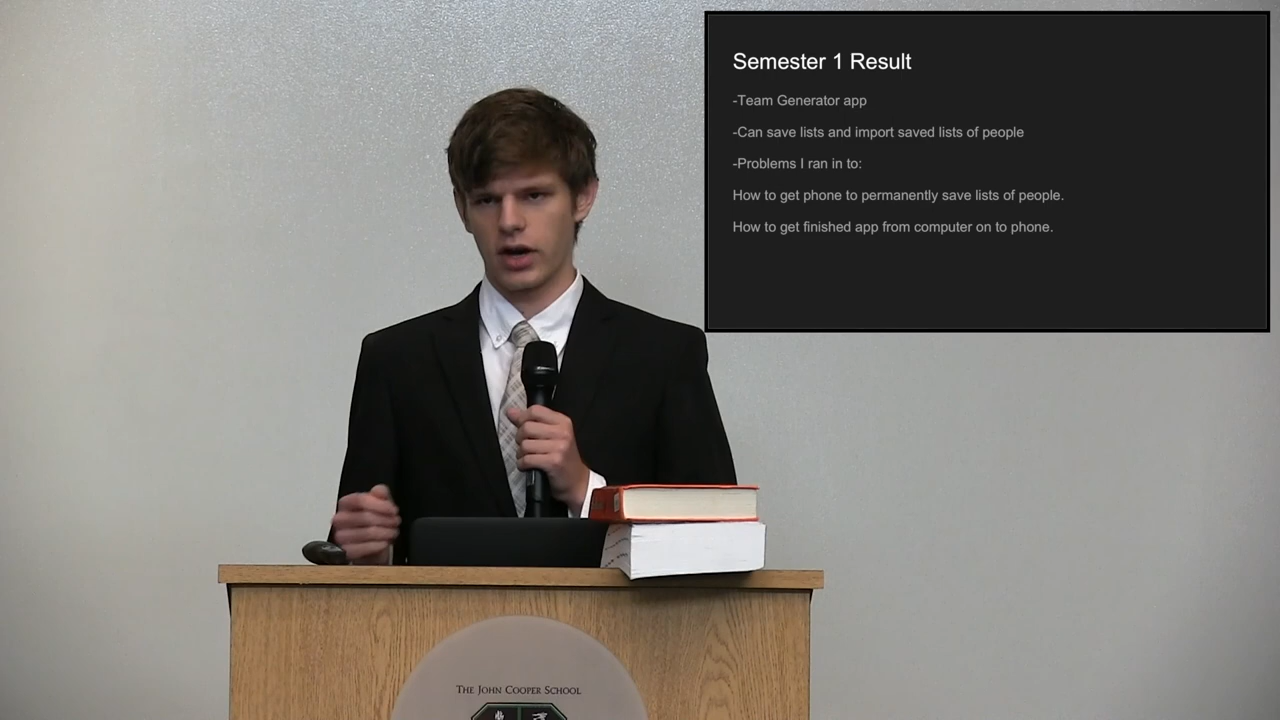 Semester 1 Result
-Team Generator app
-Can save lists and import saved lists of people
-Problems I ran in to:
How to get phone to permanently save lists of people.
How to get finished app from computer on to phone.
THE JOHN COOPER SCHOOL